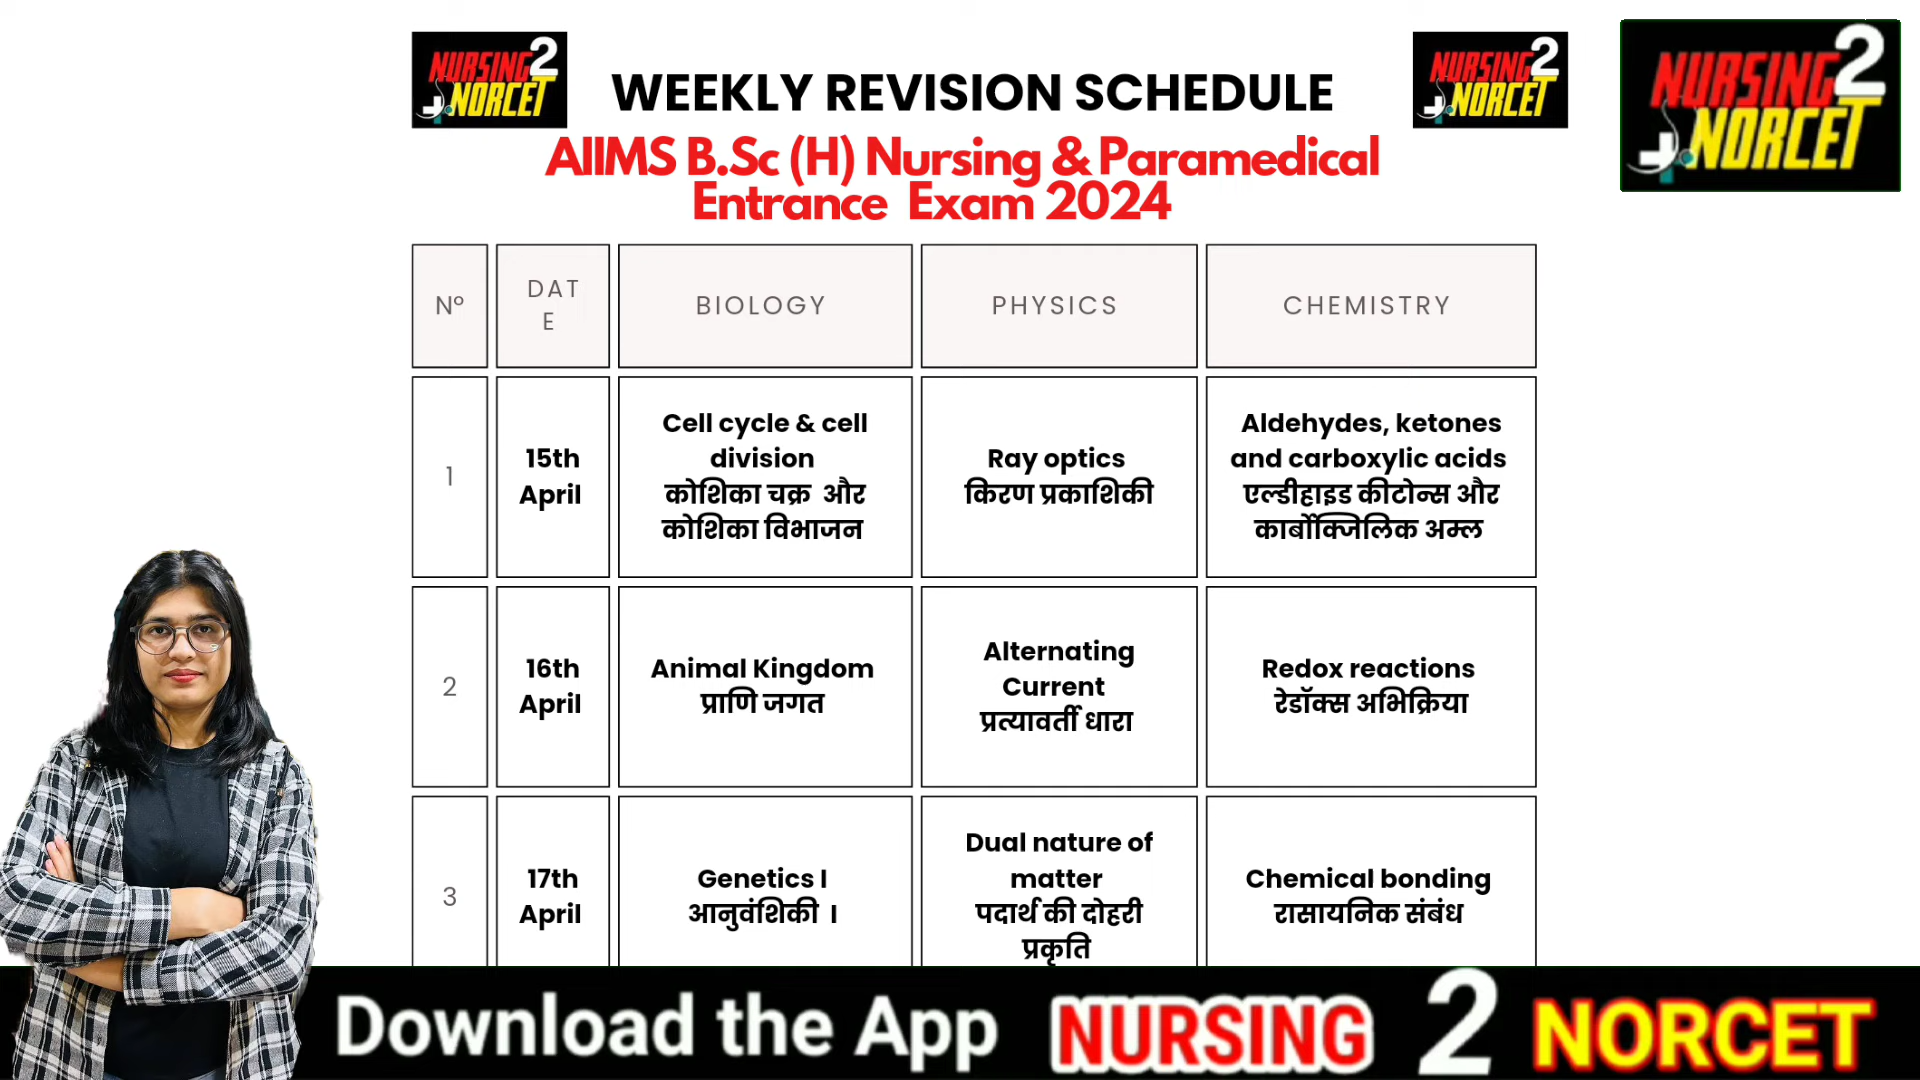 NURSING 2
NORCET
WEEKLY REVISION SCHEDULE
NURSING 2
NORCET
NURSING 2
NORCET
AIIMS B.Sc (H) Nursing & Paramedical
Entrance Exam 2024
Nº
DAT
E
BIOLOGY
PHYSICS
CHEMISTRY
1
15th
April
Cell cycle & cell
division
कोशिका चक्र और
कोशिका विभाजन
Ray optics
किरण प्रकाशिकी
Aldehydes, ketones
and carboxylic acids
एल्डीहाइड कीटोन्स और
कार्बोक्जिलिक अम्ल
2
16th
April
Animal Kingdom
प्राणि जगत
Alternating
Current
प्रत्यावर्ती धारा
Redox reactions
रेडॉक्स अभिक्रिया
3
17th
April
Genetics I
आनुवंशिकी I
Dual nature of
matter
पदार्थ की दोहरी
प्रकृति
Chemical bonding
रासायनिक संबंध
Download the App NURSING 2 NORCET